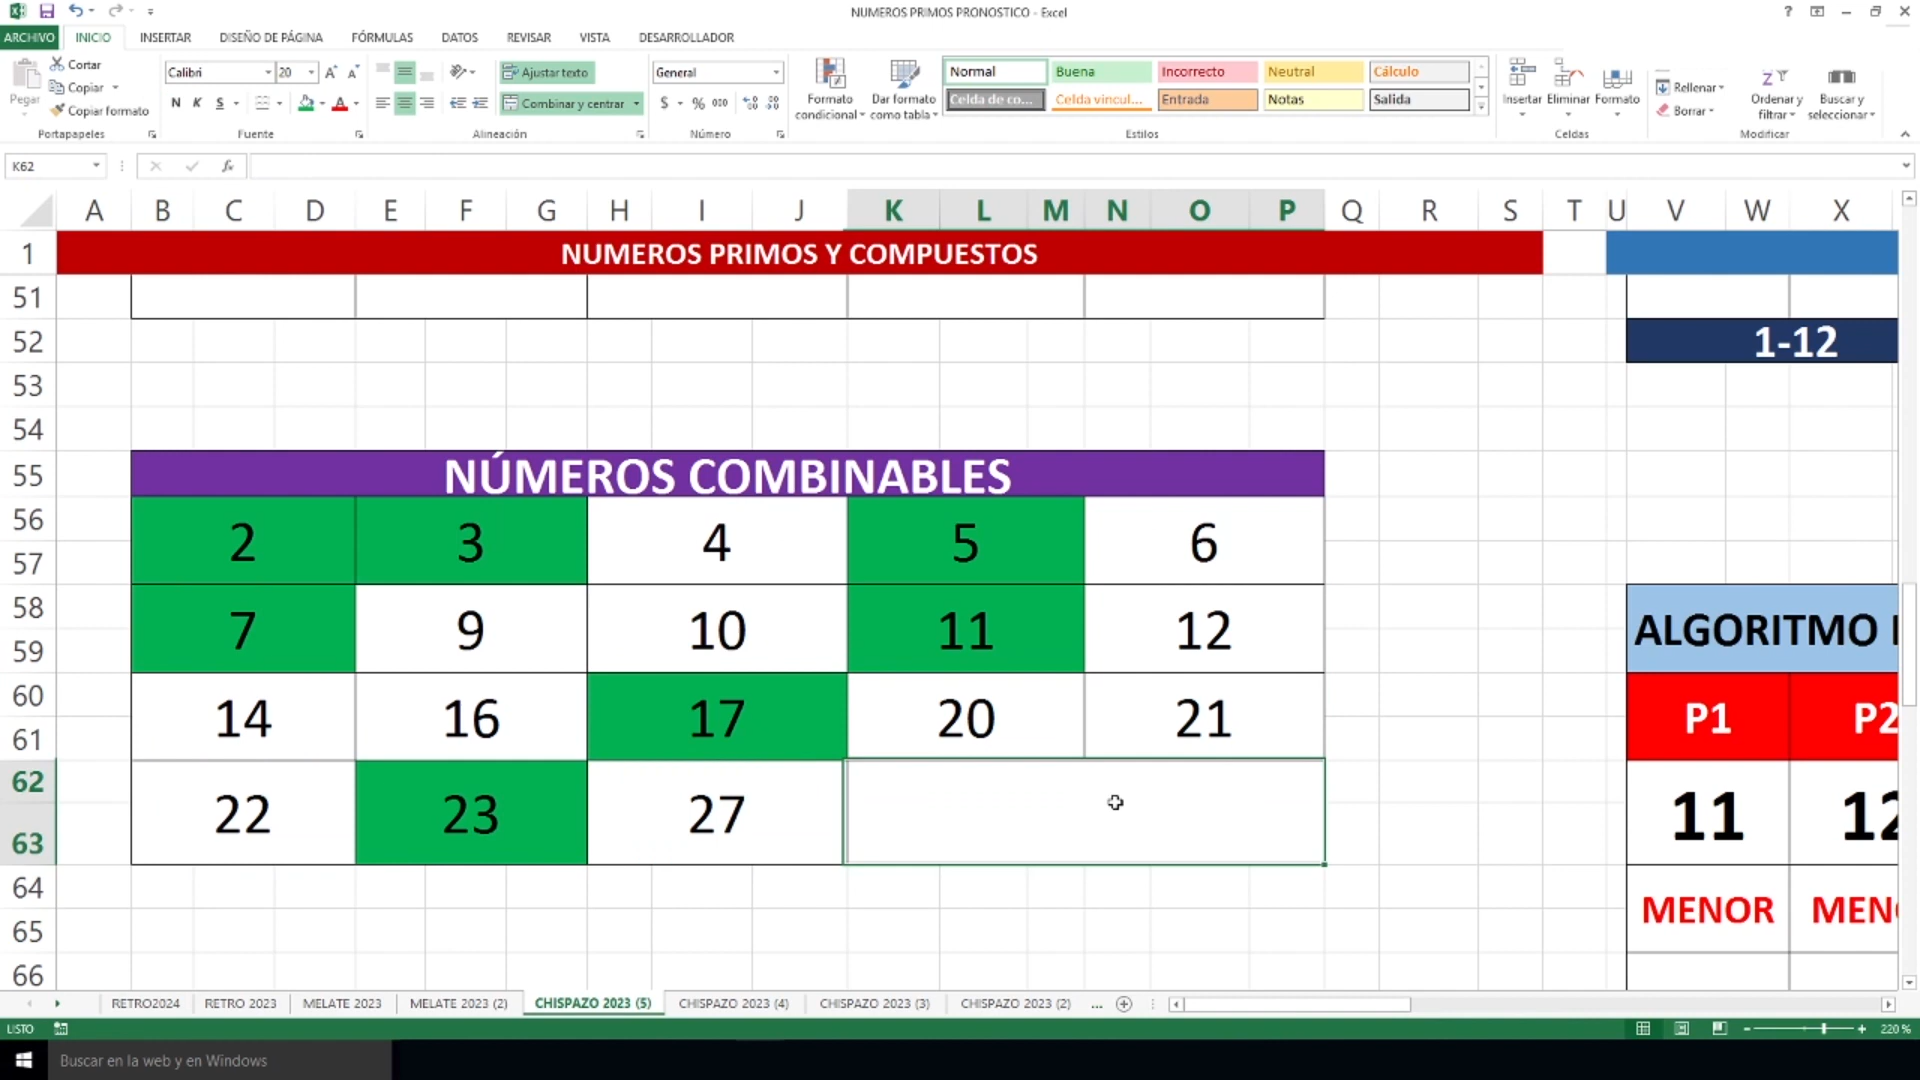 NUMEROS PRIMOS PRONOSTICO - Excel
ARCHIVO INICIO INSERTAR DISEÑO DE PÁGINA FÓRMULAS DATOS REVISAR VISTA DESARROLLADOR
Pegar
Cortar
Copiar
Copiar formato
Portapapeles
Calibri 20
N K S
Fuente
Ajustar texto
Combinar y centrar
Alineación
General
$ % 000
Número
Formato condicional
Dar formato como tabla
Normal Buena Incorrecto Neutral Cálculo
Celda de co... Celda vincul... Entrada Notas Salida
Estilos
Insertar Eliminar Formato
Celdas
Rellenar
Borrar
Ordenar y filtrar
Buscar y seleccionar
Modificar
K62
fx
A B C D E F G H I J K L M N O P Q R S T U V W X
1 NUMEROS PRIMOS Y COMPUESTOS
51
52 1-12
53
54
55 NÚMEROS COMBINABLES
56
2 3 4 5 6
57
58
7 9 10 11 12 ALGORITMO
59
60
14 16 17 20 21 P1 P2
61
62
22 23 27 11 12
63
64
MENOR MEN
65
66
RETRO2024 RETRO 2023 MELATE 2023 MELATE 2023 (2) CHISPAZO 2023 (5) CHISPAZO 2023 (4) CHISPAZO 2023 (3) CHISPAZO 2023 (2) ...
LISTO 220 %
Buscar en la web y en Windows